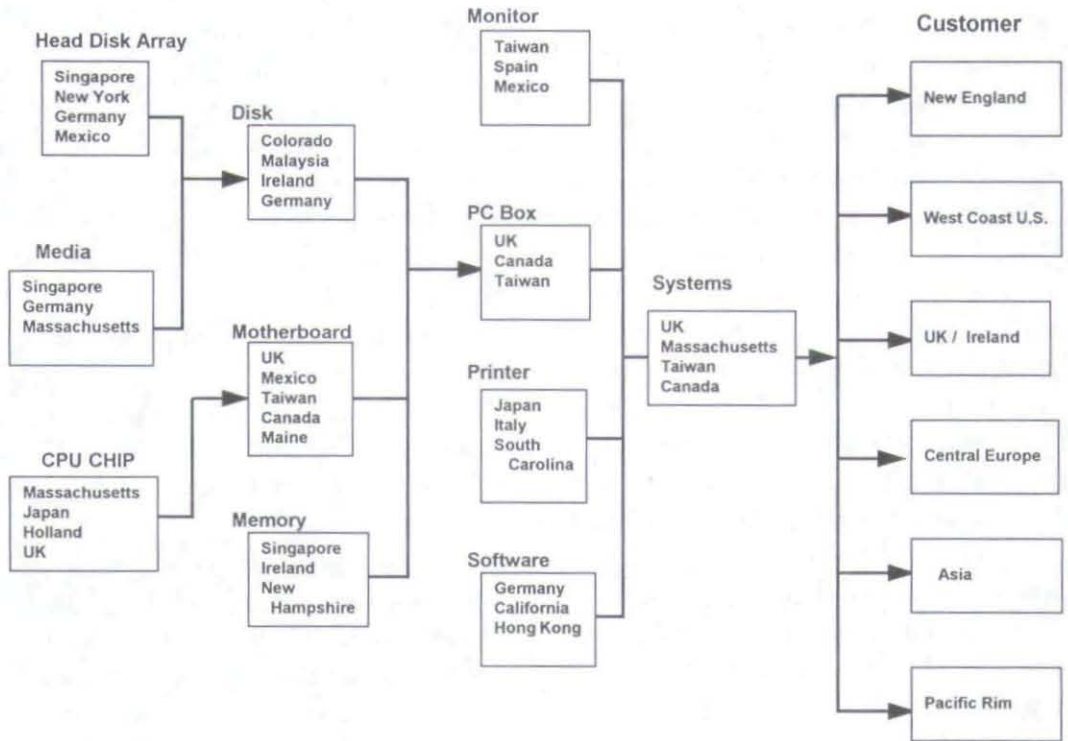 Head Disk Array
Singapore
New York
Germany
Mexico
Media
Singapore
Germany
Massachusetts
CPU CHIP
Massachusetts
Japan
Holland
UK
Disk
Colorado
Malaysia
Ireland
Germany
Motherboard
UK
Mexico
Taiwan
Canada
Maine
Memory
Singapore
Ireland
New
Hampshire
Monitor
Taiwan
Spain
Mexico
PC Box
UK
Canada
Taiwan
Printer
Japan
Italy
South
Carolina
Software
Germany
California
Hong Kong
Systems
UK
Massachusetts
Taiwan
Canada
Customer
New England
West Coast U.S.
UK / Ireland
Central Europe
Asia
Pacific Rim